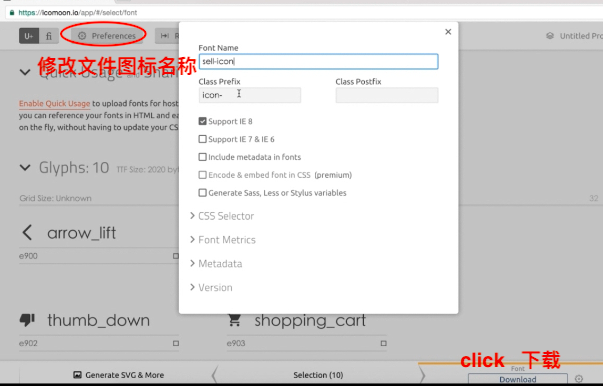 https://icomoon.io/app/#/select/font
U+
fi
Preferences
Untitled Pro
修改文件图标名称
Enable Quick Usage to upload fonts for host
you can reference your fonts in HTML and ea
on the fly, without having to update your CS
Glyphs: 10
Grid Size: Unknown
32
arrow_lift
e900
thumb_down
e902
shopping_cart
e903
Font Name
sell-icon
Class Prefix
Class Postfix
icon-
Support IE 8
Support IE 7 & IE 6
Include metadata in fonts
Encode & embed font in CSS (premium)
Generate Sass, Less or Stylus variables
CSS Selector
Font Metrics
Metadata
Version
click 下载
Generate SVG & More
Selection (10)
Font
Download